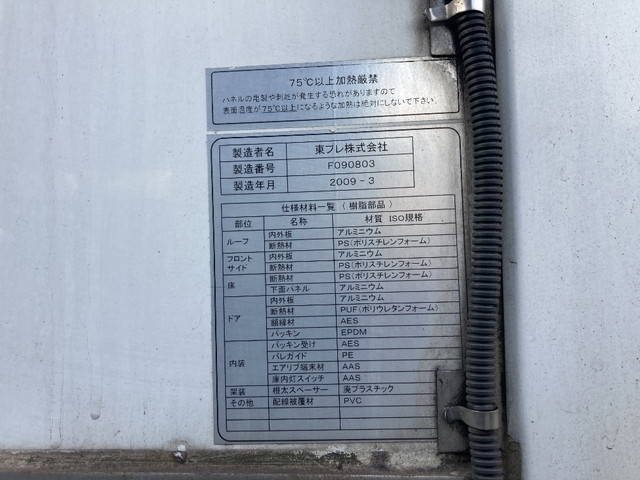 75℃以上加熱厳禁
パネルの亀裂や剥離が発生する恐れがありますので
表面温度が75℃以上になるような加熱は絶対にしないで下さい。
製造者名 東プレ株式会社
製造番号 F090803
製造年月 2009-3
仕様材料一覧（樹脂部品）
部位 名称 材質 ISO規格
ルーフ 内外板 アルミニウム
断熱材 PS(ポリスチレンフォーム)
フロント サイド 内外板 アルミニウム
断熱材 PS(ポリスチレンフォーム)
床 断熱材 PS(ポリスチレンフォーム)
下面パネル アルミニウム
ドア 内外板 アルミニウム
断熱材 PUF(ポリウレタンフォーム)
額縁材 AES
パッキン EPDM
内装 パッキン受け AES
バレガイド PE
エアリブ端末材 AAS
庫内灯スイッチ AAS
架装 根太スペーサー 廃プラスチック
その他 配線被覆材 PVC